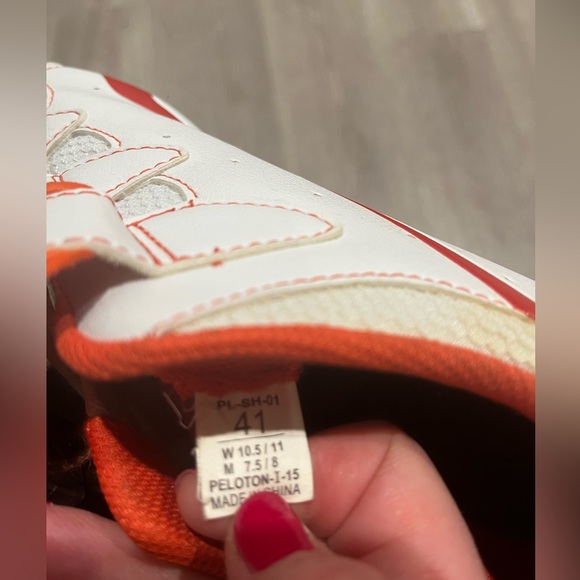 PL-SH-01
41
W 10.5/11
M 7.5/8
PELOTON-I-15
MADE IN CHINA